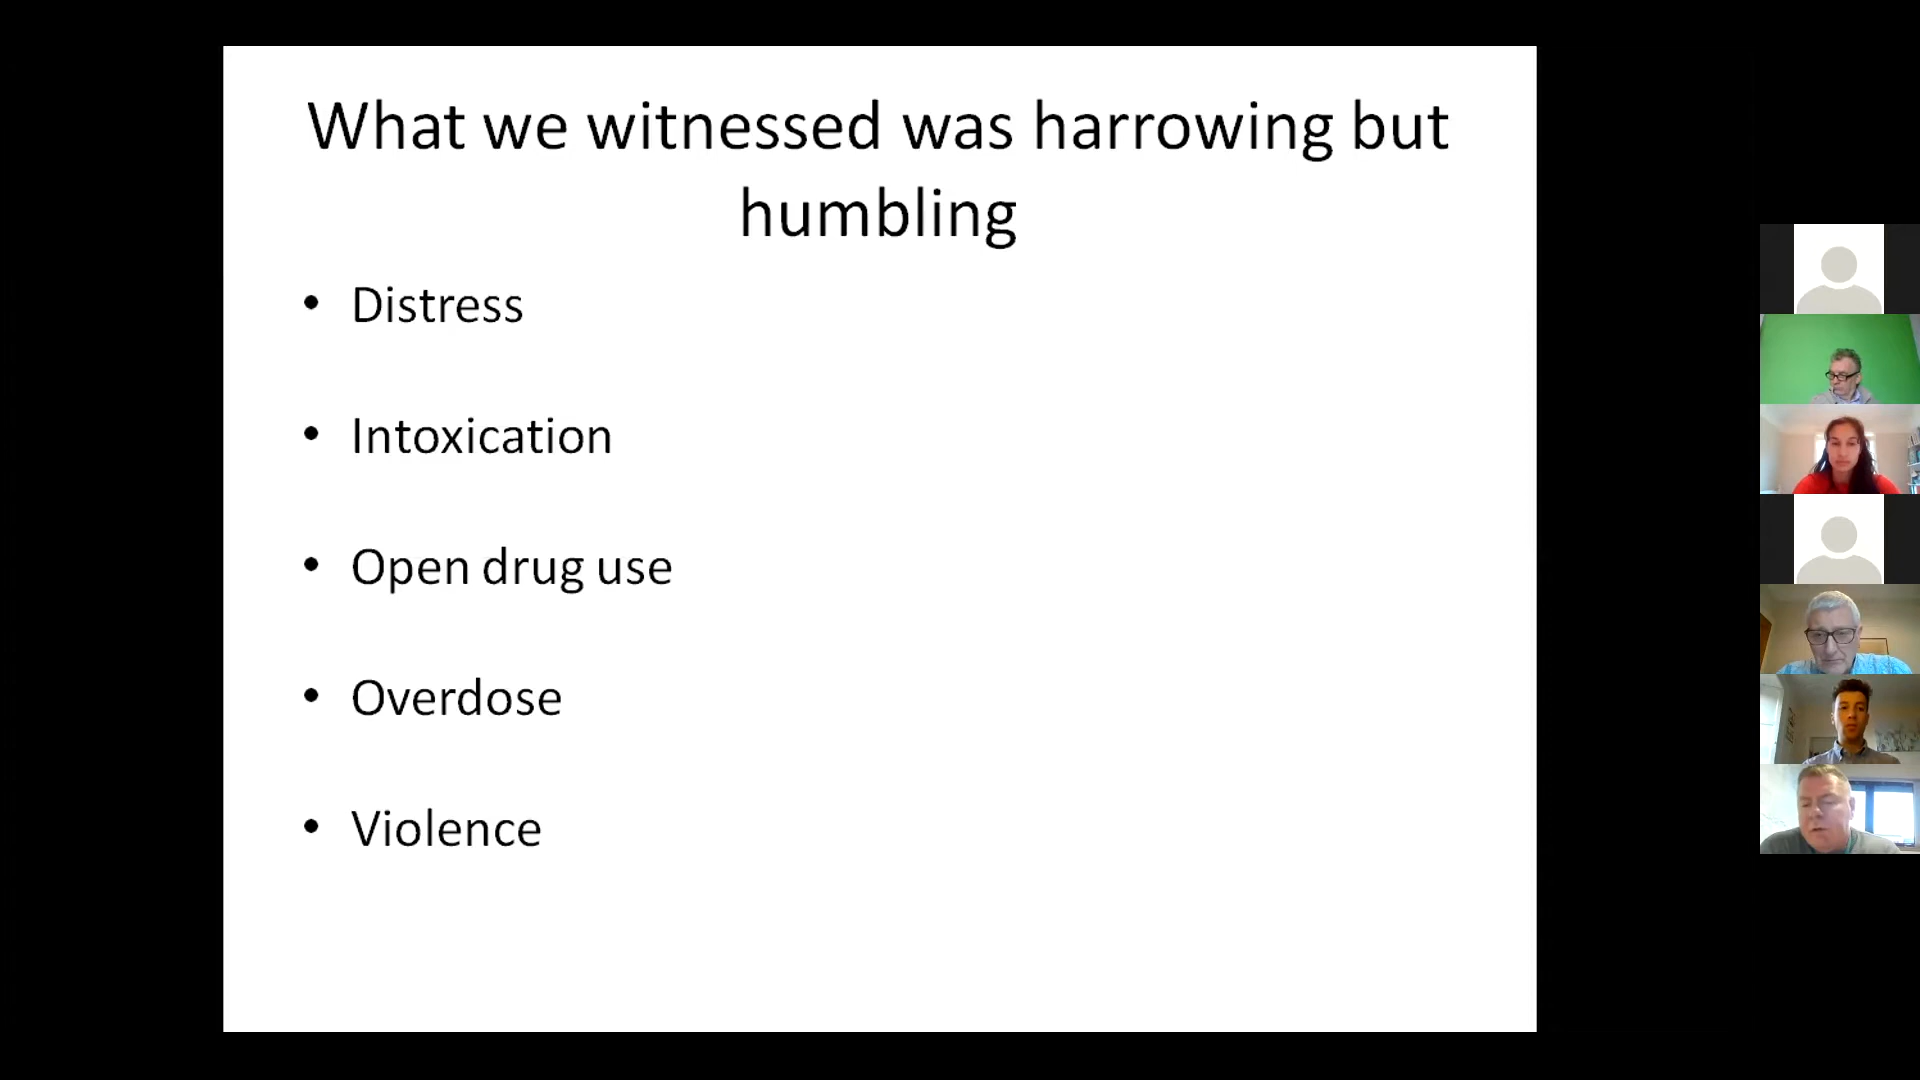 What we witnessed was harrowing but
humbling
• Distress
• Intoxication
• Open drug use
• Overdose
• Violence